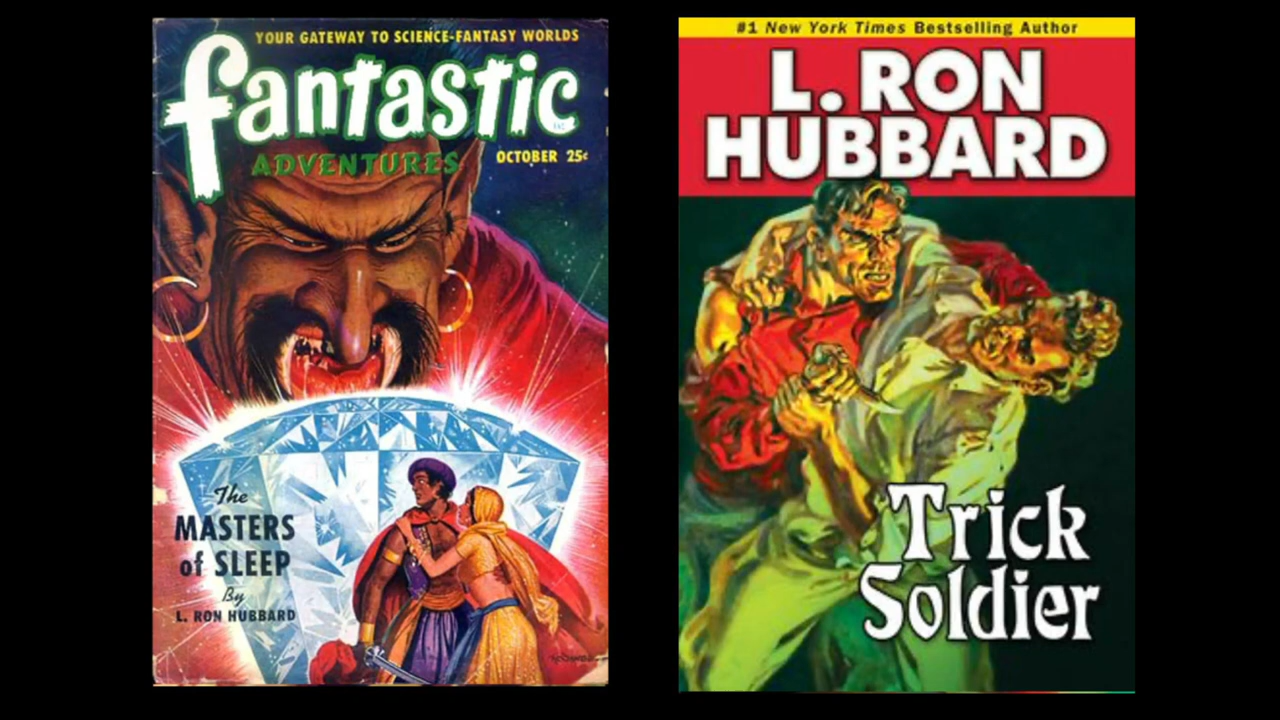 YOUR GATEWAY TO SCIENCE-FANTASY WORLDS
fantastic
ADVENTURES
OCTOBER 25¢
The
MASTERS
of SLEEP
By
L. RON HUBBARD
#1 New York Times Bestselling Author
L. RON
HUBBARD
Trick
Soldier